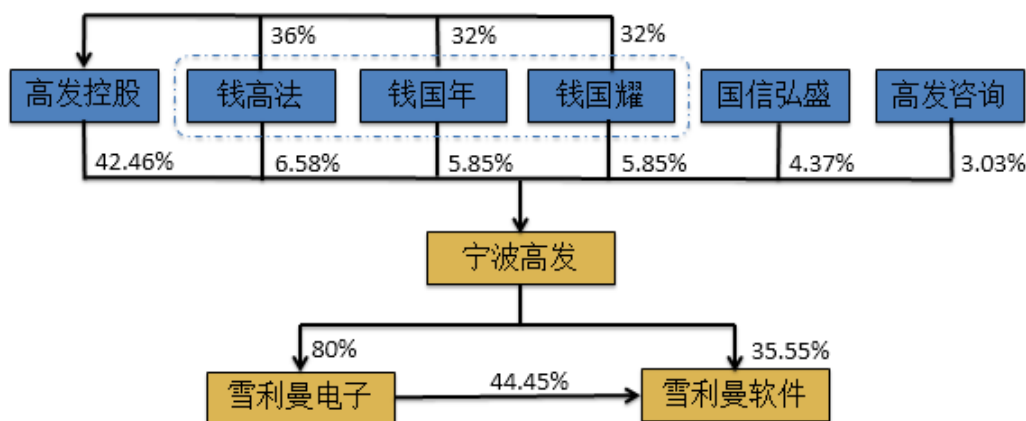 36% 32% 32%
高发控股 钱高法 钱国年 钱国耀 国信弘盛 高发咨询
42.46% 6.58% 5.85% 5.85% 4.37% 3.03%
宁波高发
80% 35.55%
雪利曼电子 44.45% 雪利曼软件